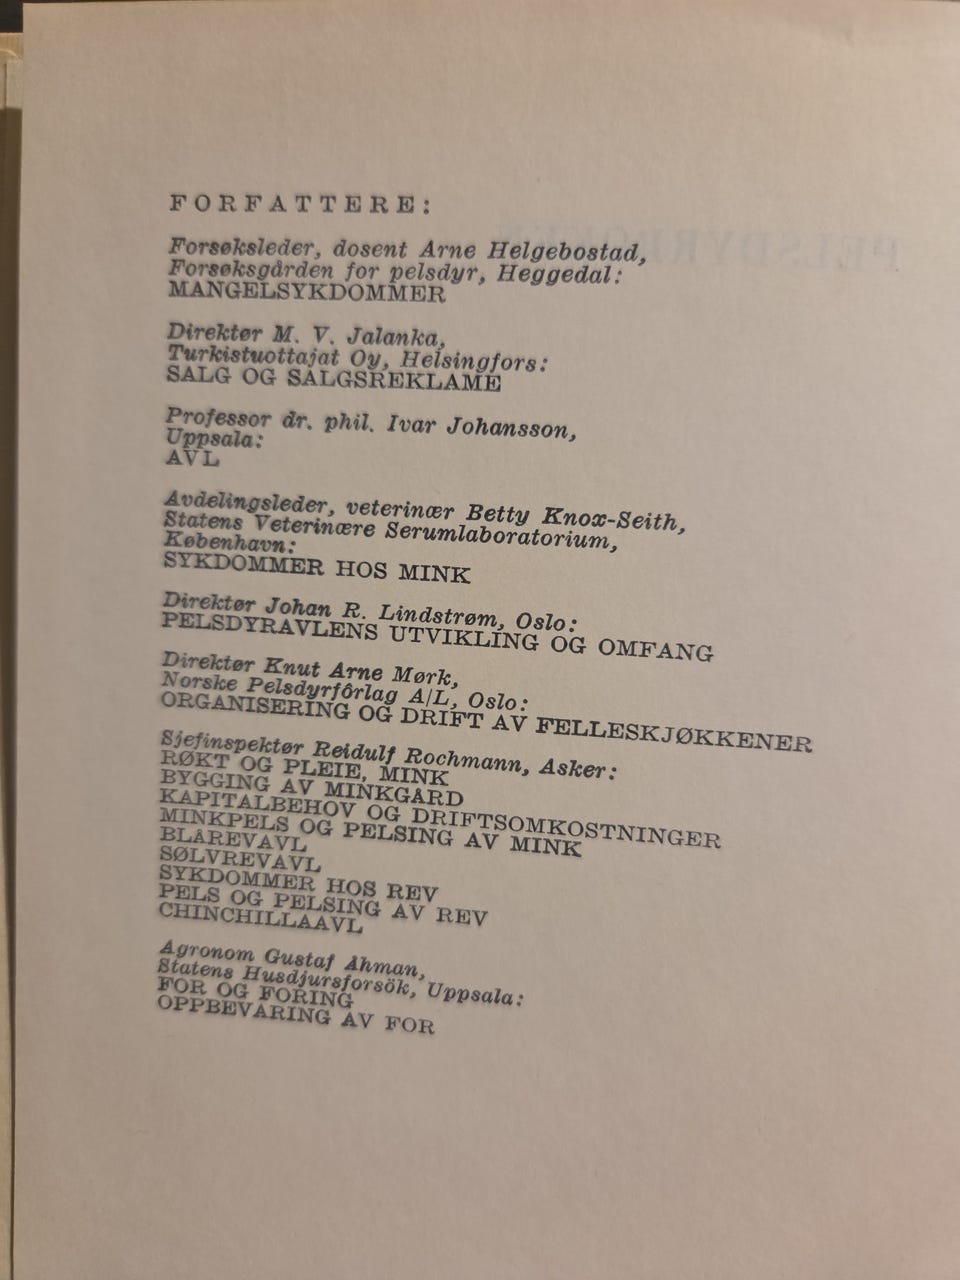 FORFATTERE:
Forsøksleder, dosent Arne Helgebostad,
Forsøksgården for pelsdyr, Heggedal:
MANGELSYKDOMMER
Direktør M. V. Jalanka,
Turkistuottajat Oy, Helsingfors:
SALG OG SALGSREKLAME
Professor dr. phil. Ivar Johansson,
Uppsala:
AVL
Avdelingsleder, veterinær Betty Knox-Seith,
Statens Veterinære Serumlaboratorium,
København:
SYKDOMMER HOS MINK
Direktør Johan R. Lindstrøm, Oslo:
PELSDYRAVLENS UTVIKLING OG OMFANG
Direktør Knut Arne Mørk,
Norske Pelsdyrfôrlag A/L, Oslo:
ORGANISERING OG DRIFT AV FELLESKJØKKENER
Sjefinspektør Reidulf Rochmann, Asker:
RØKT OG PLEIE, MINK
BYGGING AV MINKGARD
KAPITALBEHOV OG DRIFTSOMKOSTNINGER
MINKPELS OG PELSING AV MINK
BLAREVAVL
SØLVREVAVL
SYKDOMMER HOS REV
PELS OG PELSING AV REV
CHINCHILLAAVL
Agronom Gustaf Åhman,
Statens Husdjursforsök, Uppsala:
FOR OG FORING
OPPBEVARING AV FOR